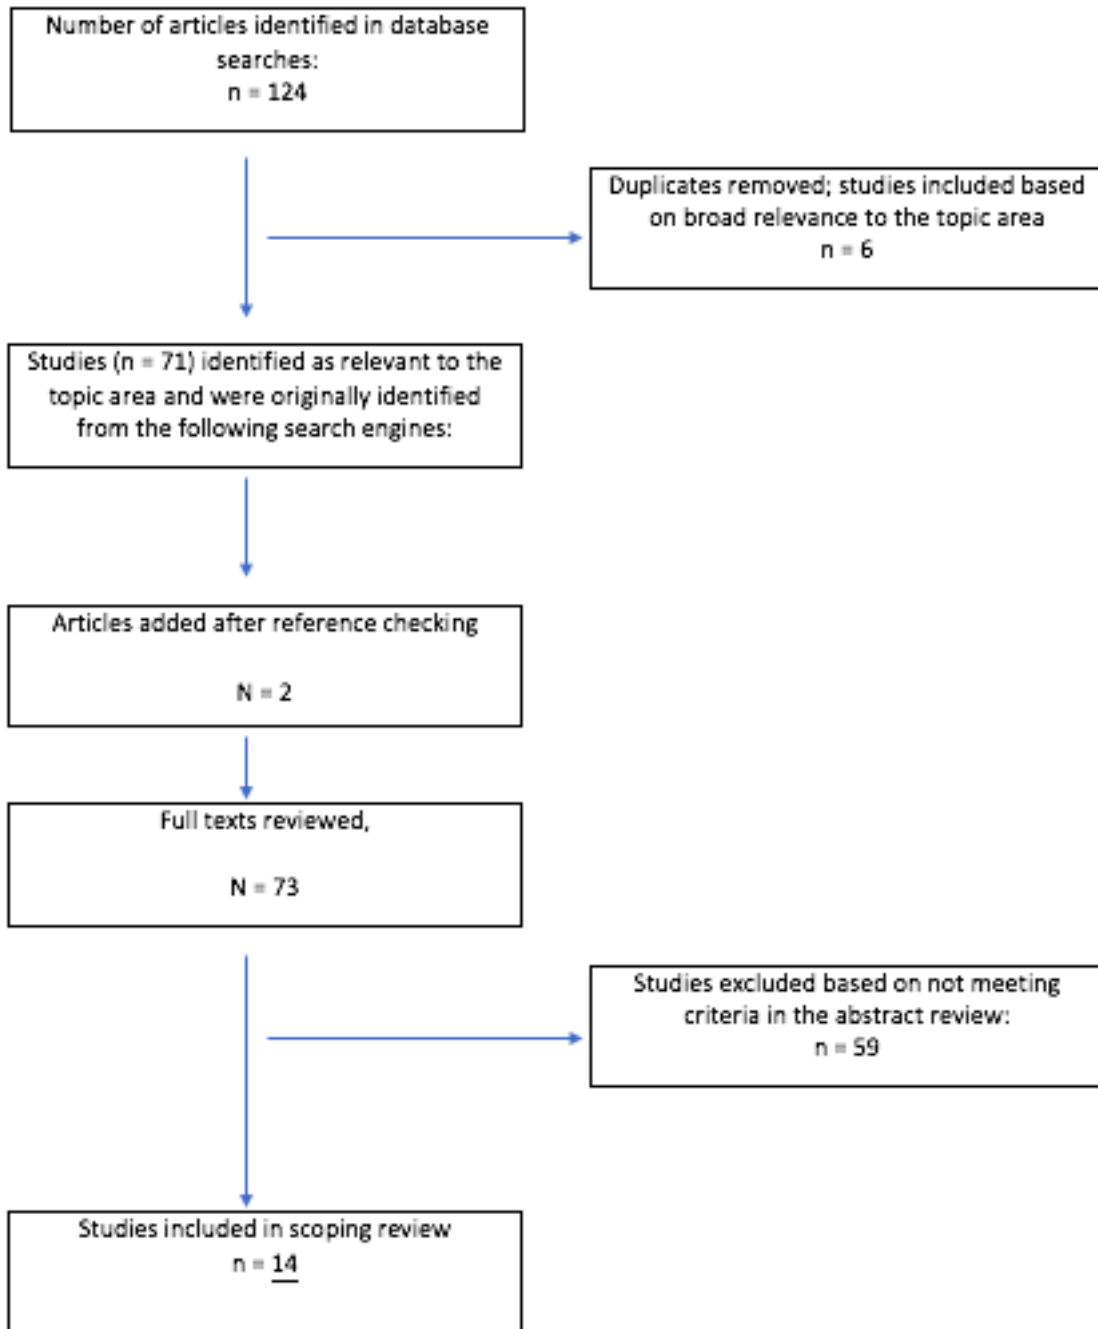 Number of articles identified in database
searches:
n = 124
Duplicates removed; studies included based
on broad relevance to the topic area
n = 6
Studies (n = 71) identified as relevant to the
topic area and were originally identified
from the following search engines:
Articles added after reference checking
N = 2
Full texts reviewed,
N = 73
Studies excluded based on not meeting
criteria in the abstract review:
n = 59
Studies included in scoping review
n = 14